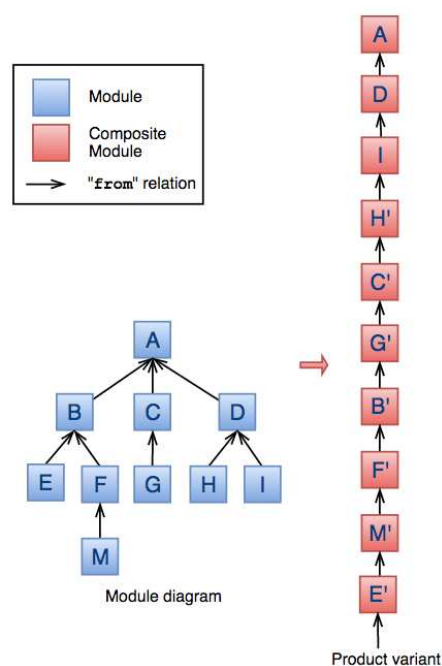 Module
Composite
Module
"from" relation
A
B C D
E F G H I
M
Module diagram
A
D
I
H'
C'
G'
B'
F'
M'
E'
Product variant